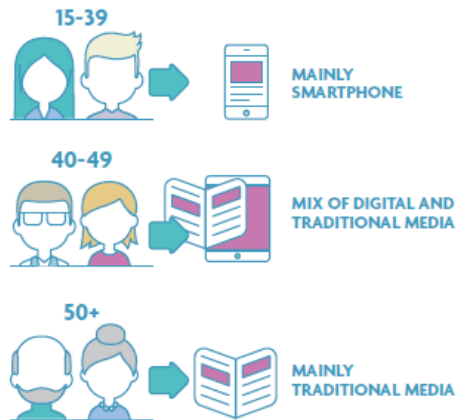 15-39
MAINLY
SMARTPHONE
40-49
MIX OF DIGITAL AND
TRADITIONAL MEDIA
50+
MAINLY
TRADITIONAL MEDIA